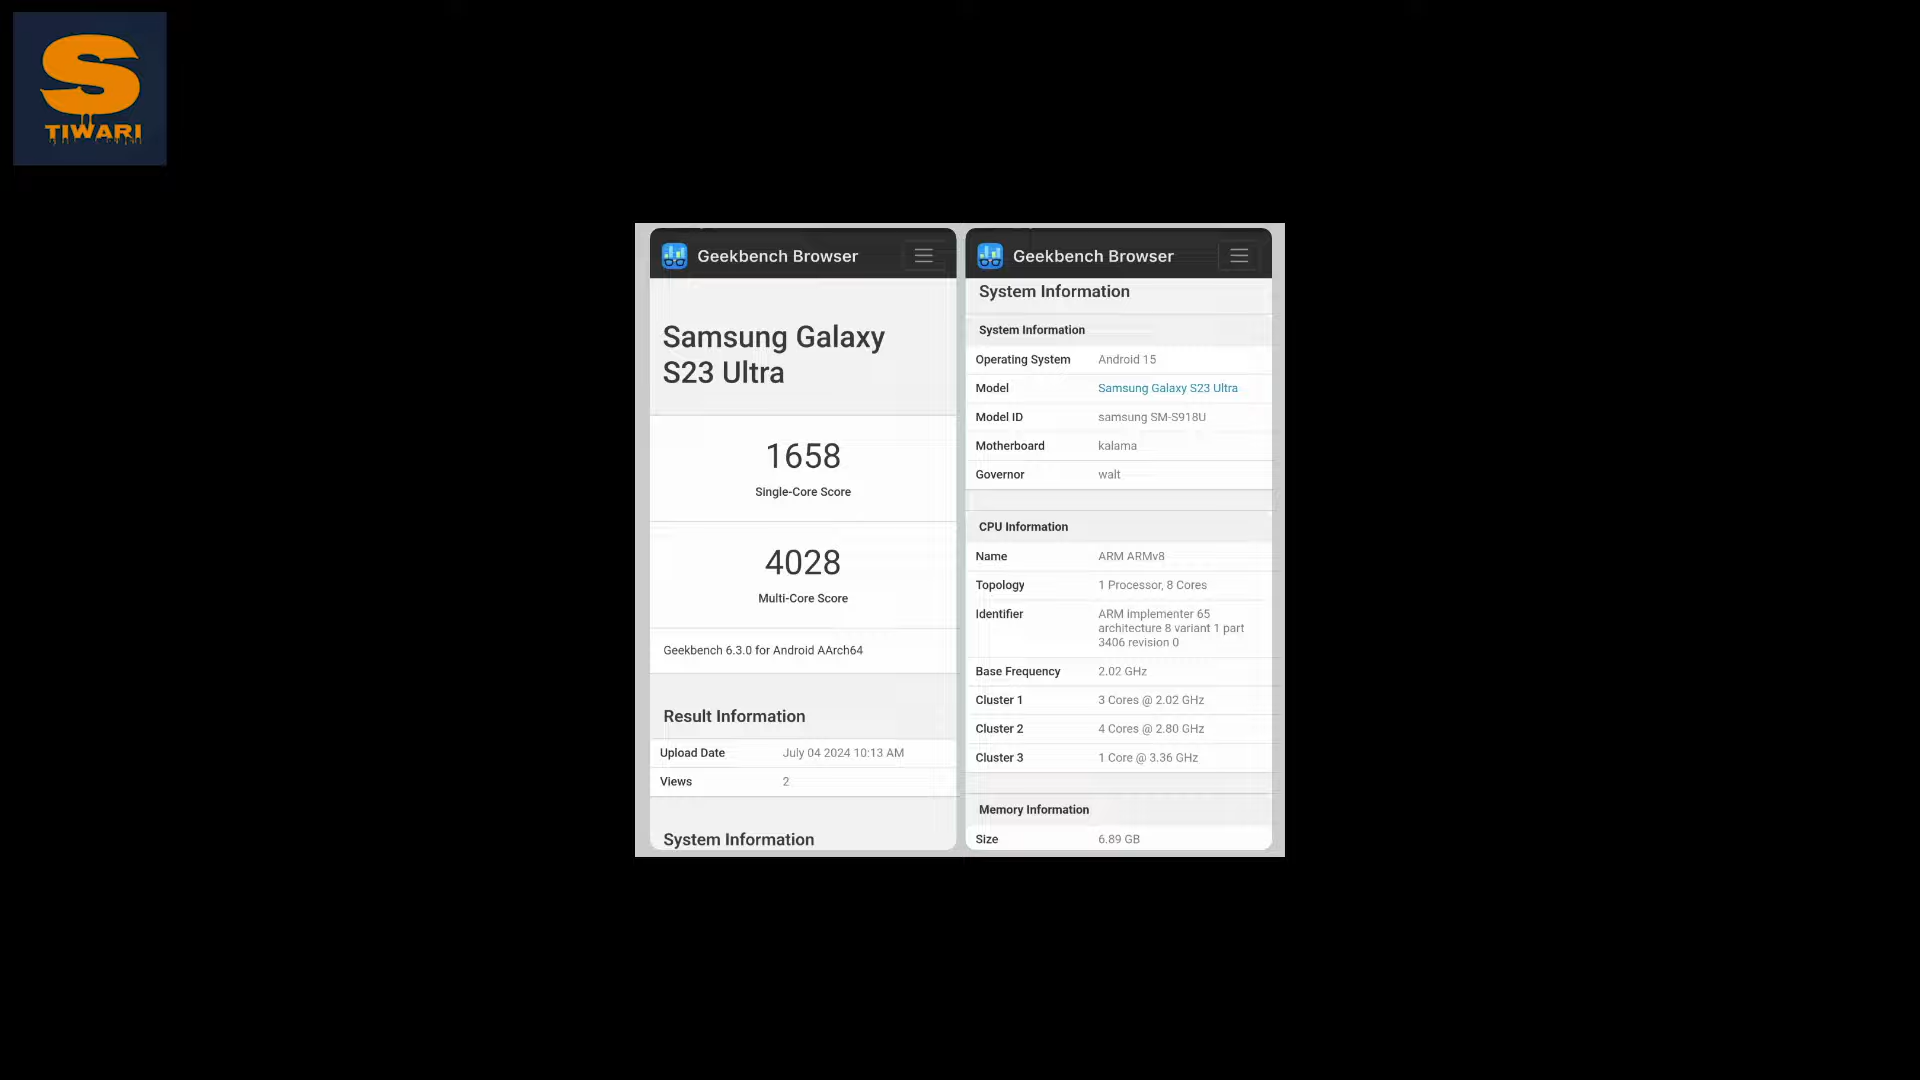 S
TIWARI
Geekbench Browser
Samsung Galaxy
S23 Ultra
1658
Single-Core Score
4028
Multi-Core Score
Geekbench 6.3.0 for Android AArch64
Result Information
Upload Date July 04 2024 10:13 AM
Views 2
System Information
Geekbench Browser
System Information
System Information
Operating System Android 15
Model Samsung Galaxy S23 Ultra
Model ID samsung SM-S918U
Motherboard kalama
Governor walt
CPU Information
Name ARM ARMv8
Topology 1 Processor, 8 Cores
Identifier ARM implementer 65
architecture 8 variant 1 part
3406 revision 0
Base Frequency 2.02 GHz
Cluster 1 3 Cores @ 2.02 GHz
Cluster 2 4 Cores @ 2.80 GHz
Cluster 3 1 Core @ 3.36 GHz
Memory Information
Size 6.89 GB